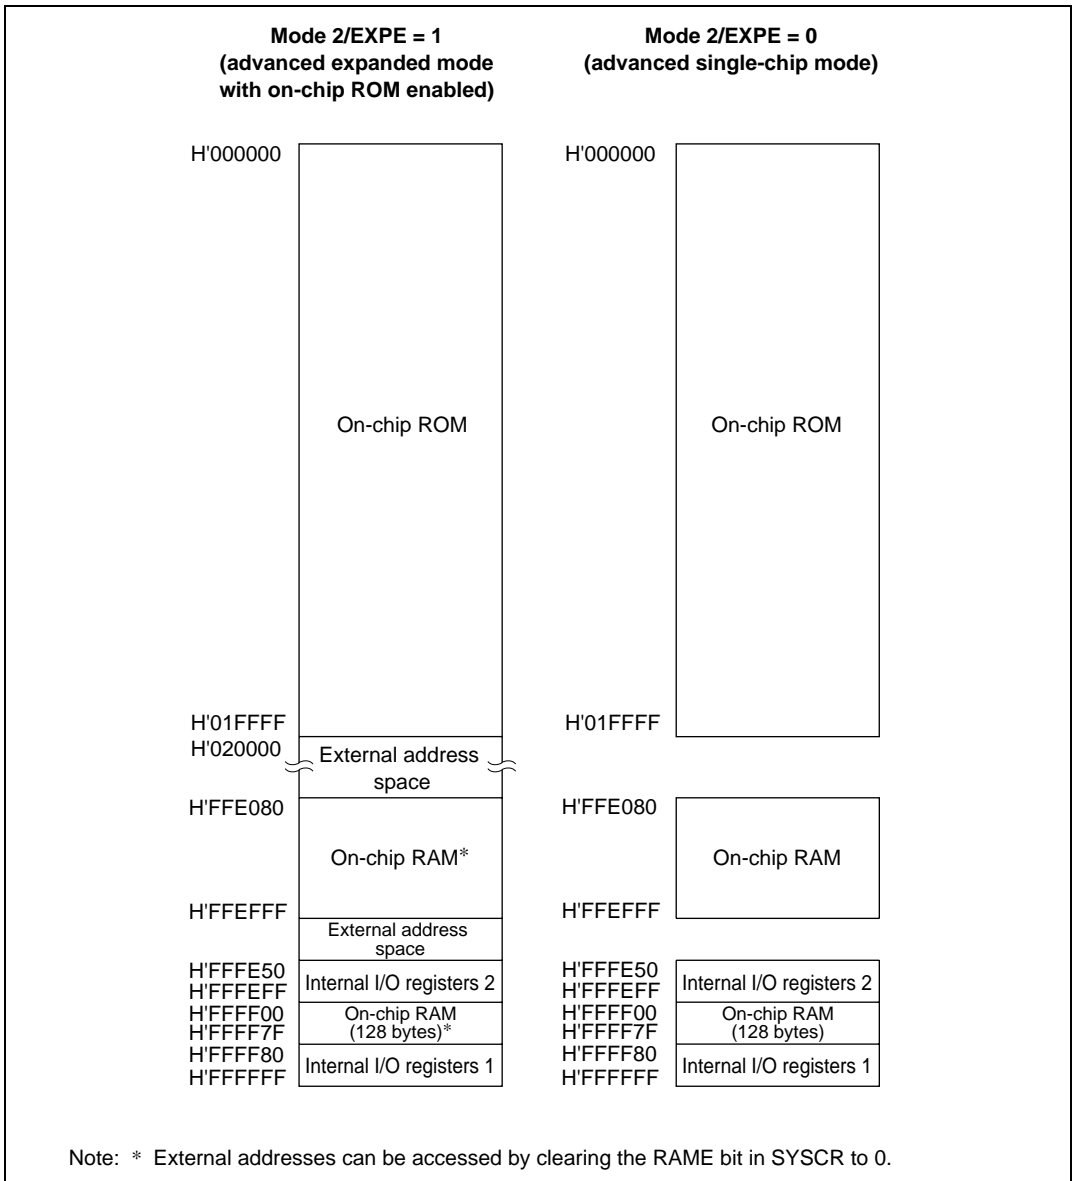 Mode 2/EXPE = 1
(advanced expanded mode
with on-chip ROM enabled)
Mode 2/EXPE = 0
(advanced single-chip mode)
H'000000
On-chip ROM
H'01FFFF
H'020000
External address
space
H'FFE080
On-chip RAM*
H'FFEFFF
External address
space
H'FFFE50
Internal I/O registers 2
H'FFFEFF
H'FFFF00
On-chip RAM
(128 bytes)*
H'FFFF7F
H'FFFF80
Internal I/O registers 1
H'FFFFFF
H'000000
On-chip ROM
H'01FFFF
H'FFE080
On-chip RAM
H'FFEFFF
H'FFFE50
Internal I/O registers 2
H'FFFEFF
H'FFFF00
On-chip RAM
(128 bytes)
H'FFFF7F
H'FFFF80
Internal I/O registers 1
H'FFFFFF
Note: * External addresses can be accessed by clearing the RAME bit in SYSCR to 0.